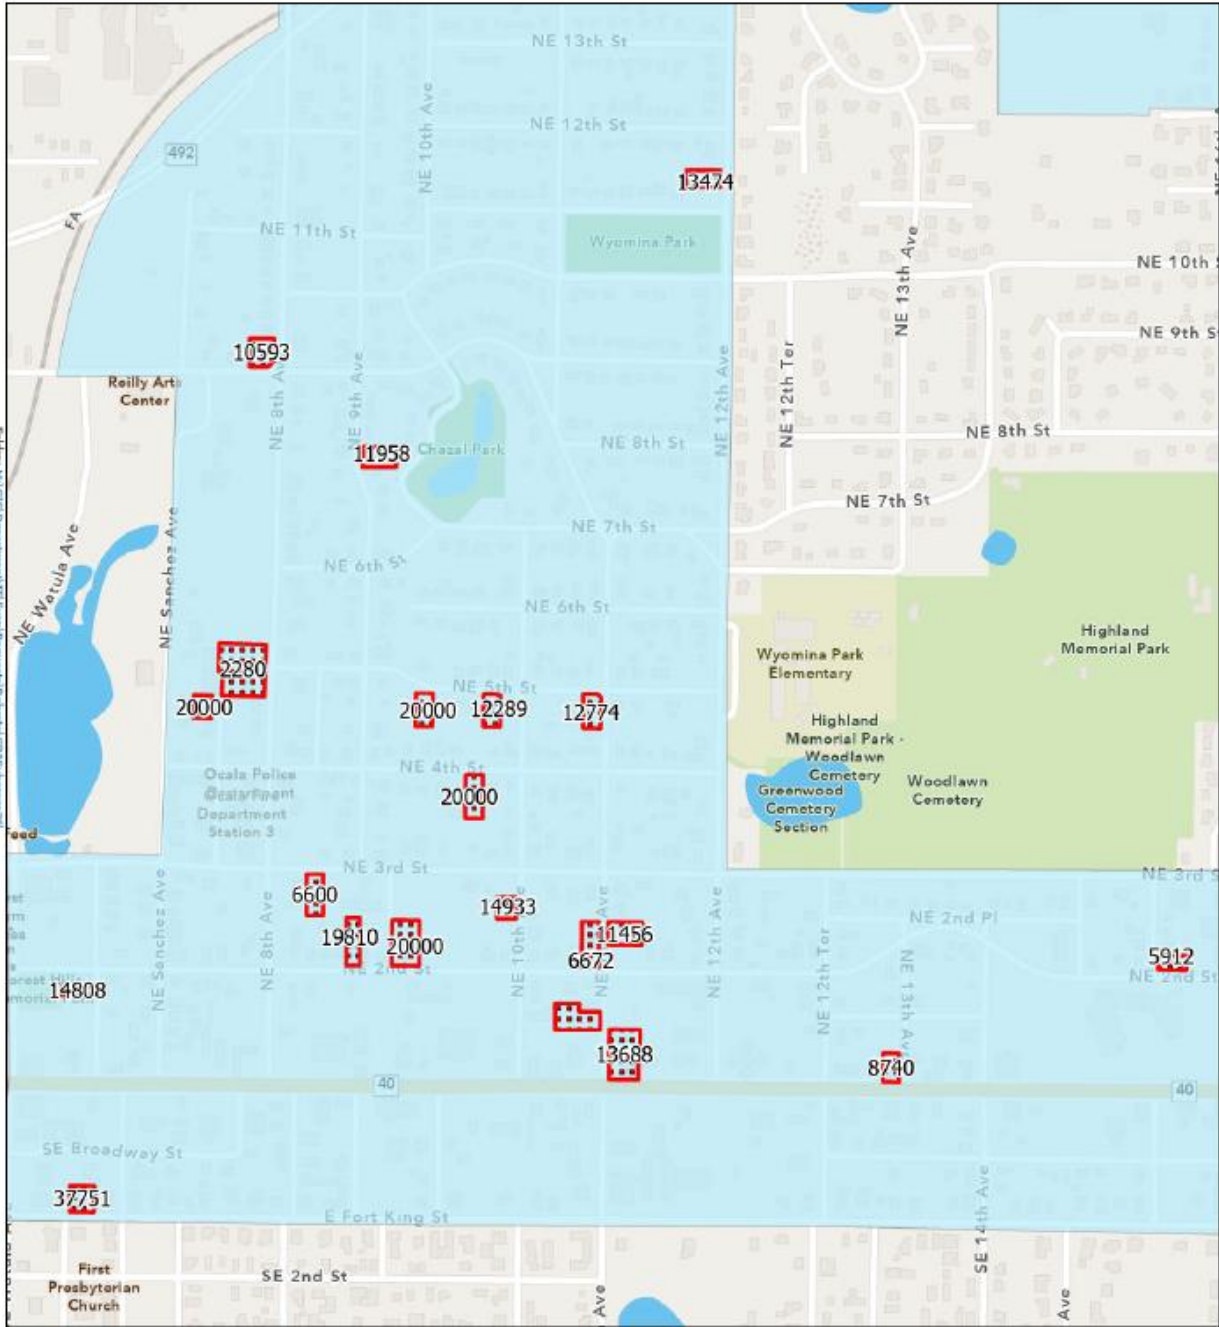 NE 13th St
NE 10th Ave
NE 12th St
492
13474
FA
NE 11th St
Wyomina Park
NE 13th Ave
NE 10th
NE 9th St
10593
Reilly Art
Center
NE 8th Ave
NE 9th Ave
NE 12th Ave
NE 12th Ter
11958
Chazal Park
NE 8th St
NE 8th St
NE 7th St
NE 7th St
NE Watula Ave
NE Sanchez Ave
NE 6th St
NE 6th St
Wyomina Park
Elementary
Highland
Memorial Park
2280
NE 5th St
20000
20000
12289
12774
Highland
Memorial Park -
Woodlawn
Cemetery
Greenwood
Cemetery
Section
Woodlawn
Cemetery
NE 4th St
Ocala Police
Department
Station 3
20000
NE 3rd St
NE 3rd S
6600
14933
19810
20000
11456
6672
NE 2nd Pl
5912
NE 2nd St
NE 2nd St
NE Sanchez Ave
NE 8th Ave
NE 10th Ave
NE 12th Ave
NE 12th Ter
NE 13th Ave
14808
13688
8740
40
40
SE Broadway St
37751
E Fort King St
SE 14th Ave
First
Presbyterian
Church
SE 2nd St
Ave
Ave